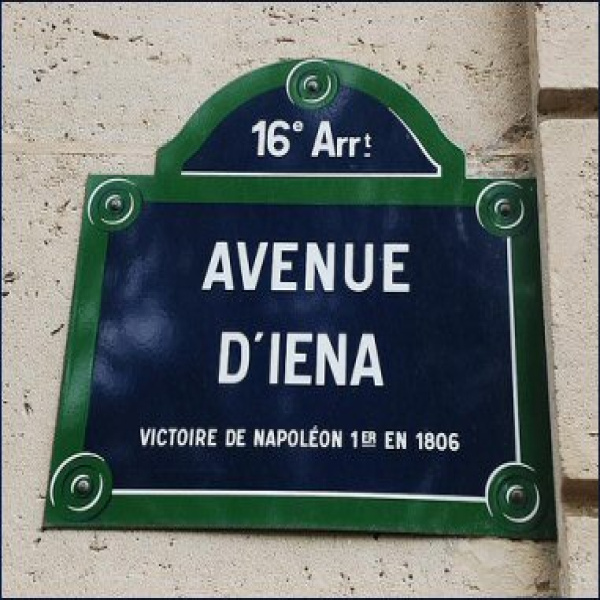 16e Arrt
AVENUE
D'IENA
VICTOIRE DE NAPOLÉON 1ER EN 1806